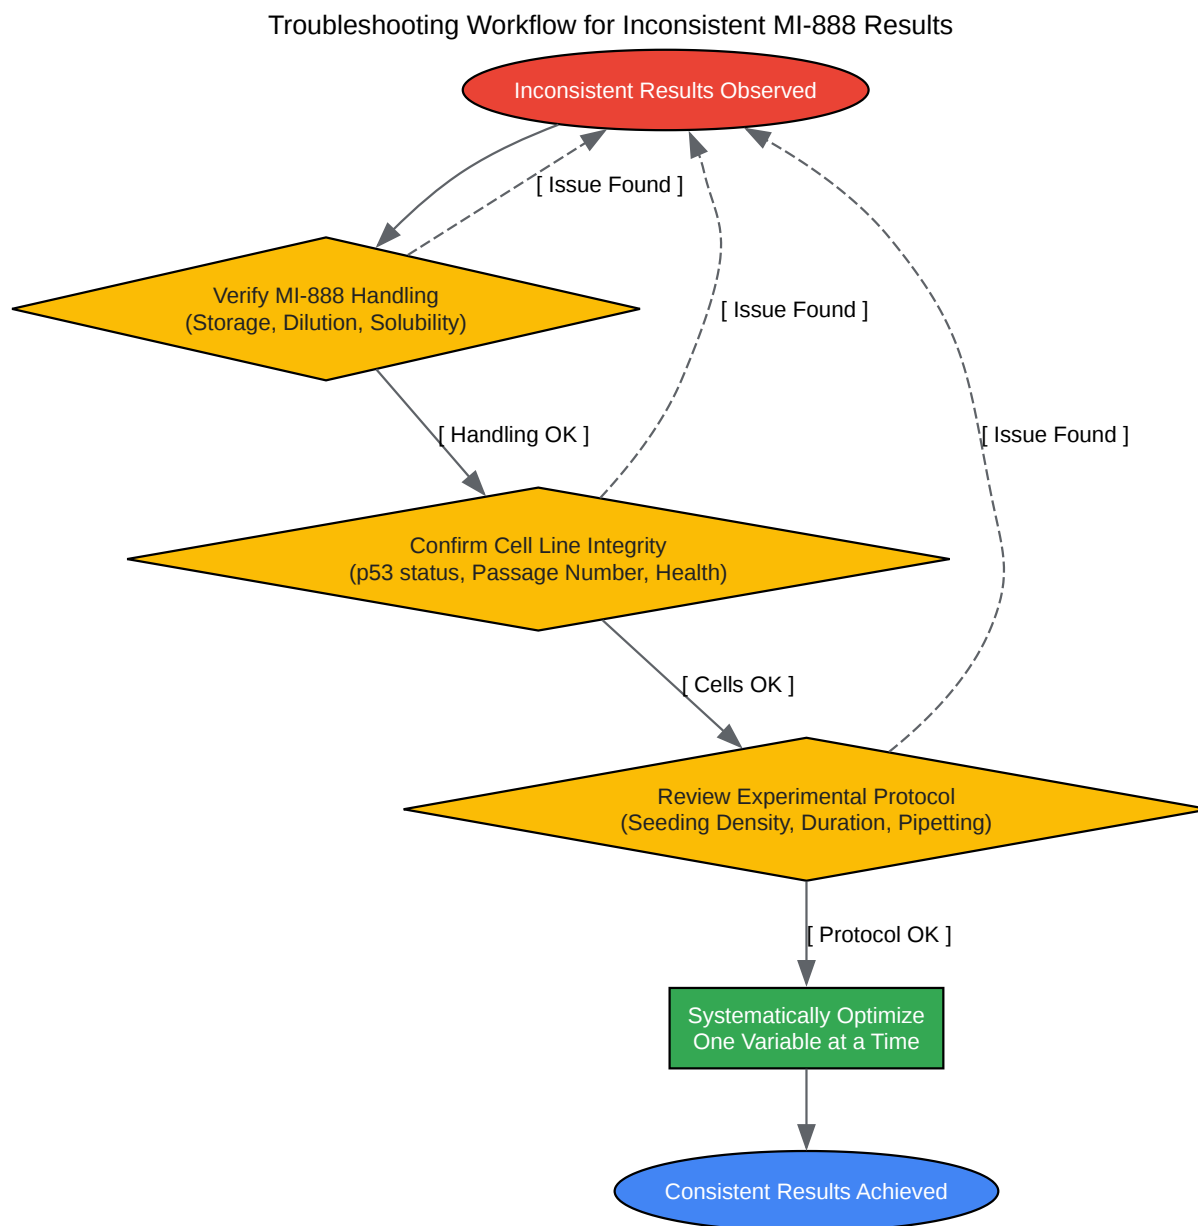 Troubleshooting Workflow for Inconsistent MI-888 Results
Inconsistent Results Observed
[ Issue Found ]
Verify MI-888 Handling
(Storage, Dilution, Solubility)
[ Issue Found ]
[ Handling OK ]
[ Issue Found ]
Confirm Cell Line Integrity
(p53 status, Passage Number, Health)
[ Cells OK ]
Review Experimental Protocol
(Seeding Density, Duration, Pipetting)
[ Protocol OK ]
Systematically Optimize
One Variable at a Time
Consistent Results Achieved